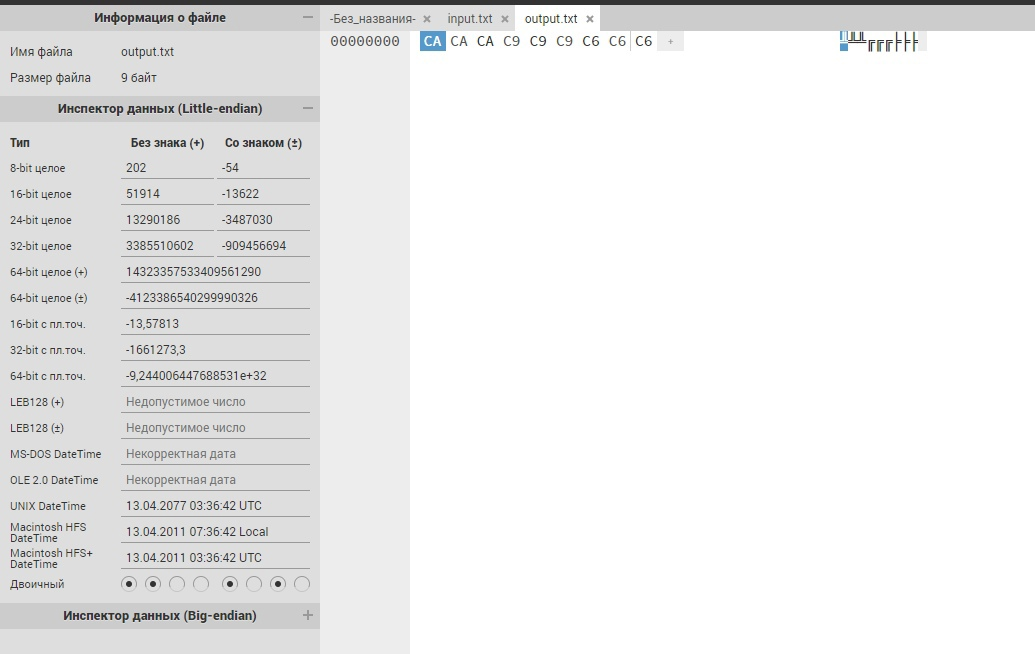 Информация о файле −
Имя файла output.txt
Размер файла 9 байт
Инспектор данных (Little-endian) −
Тип Без знака (+) Со знаком (±)
8-bit целое 202 -54
16-bit целое 51914 -13622
24-bit целое 13290186 -3487030
32-bit целое 3385510602 -909456694
64-bit целое (+) 14323357533409561290
64-bit целое (±) -4123386540299990326
16-bit с пл.точ. -13,57813
32-bit с пл.точ. -1661273,3
64-bit с пл.точ. -9,244006447688531e+32
LEB128 (+) Недопустимое число
LEB128 (±) Недопустимое число
MS-DOS DateTime Некорректная дата
OLE 2.0 DateTime Некорректная дата
UNIX DateTime 13.04.2077 03:36:42 UTC
Macintosh HFS DateTime 13.04.2011 07:36:42 Local
Macintosh HFS+ DateTime 13.04.2011 03:36:42 UTC
Двоичный
Инспектор данных (Big-endian) +
-Без_названия- × input.txt × output.txt ×
00000000 CA CA CA C9 C9 C9 C6 C6 C6 + ╩╩╩╔╔╔╞╞╞